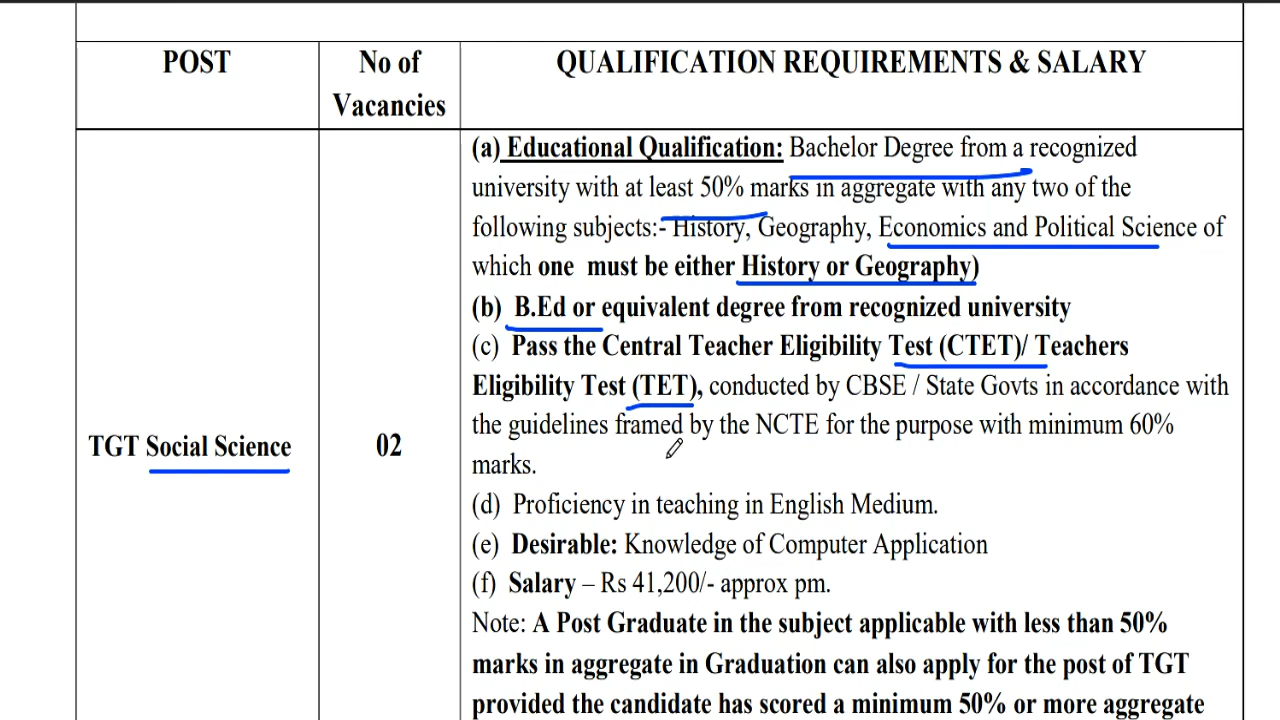 POST
No of
Vacancies
QUALIFICATION REQUIREMENTS & SALARY
TGT Social Science
02
(a) Educational Qualification: Bachelor Degree from a recognized
university with at least 50% marks in aggregate with any two of the
following subjects:- History, Geography, Economics and Political Science of
which one must be either History or Geography)
(b) B.Ed or equivalent degree from recognized university
(c) Pass the Central Teacher Eligibility Test (CTET)/ Teachers
Eligibility Test (TET), conducted by CBSE / State Govts in accordance with
the guidelines framed by the NCTE for the purpose with minimum 60%
marks.
(d) Proficiency in teaching in English Medium.
(e) Desirable: Knowledge of Computer Application
(f) Salary – Rs 41,200/- approx pm.
Note: A Post Graduate in the subject applicable with less than 50%
marks in aggregate in Graduation can also apply for the post of TGT
provided the candidate has scored a minimum 50% or more aggregate